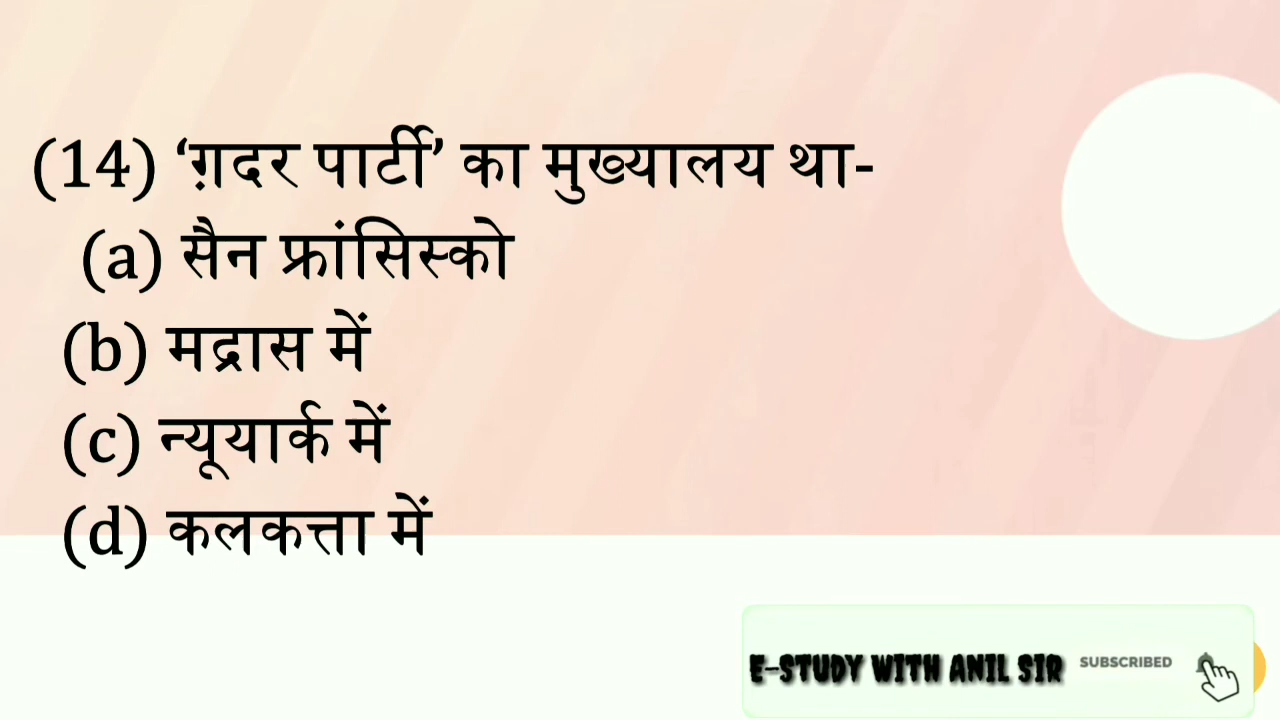 (14) ‘ग़दर पार्टी’ का मुख्यालय था-
(a) सैन फ्रांसिस्को
(b) मद्रास में
(c) न्यूयार्क में
(d) कलकत्ता में
E-STUDY WITH ANIL SIR SUBSCRIBED